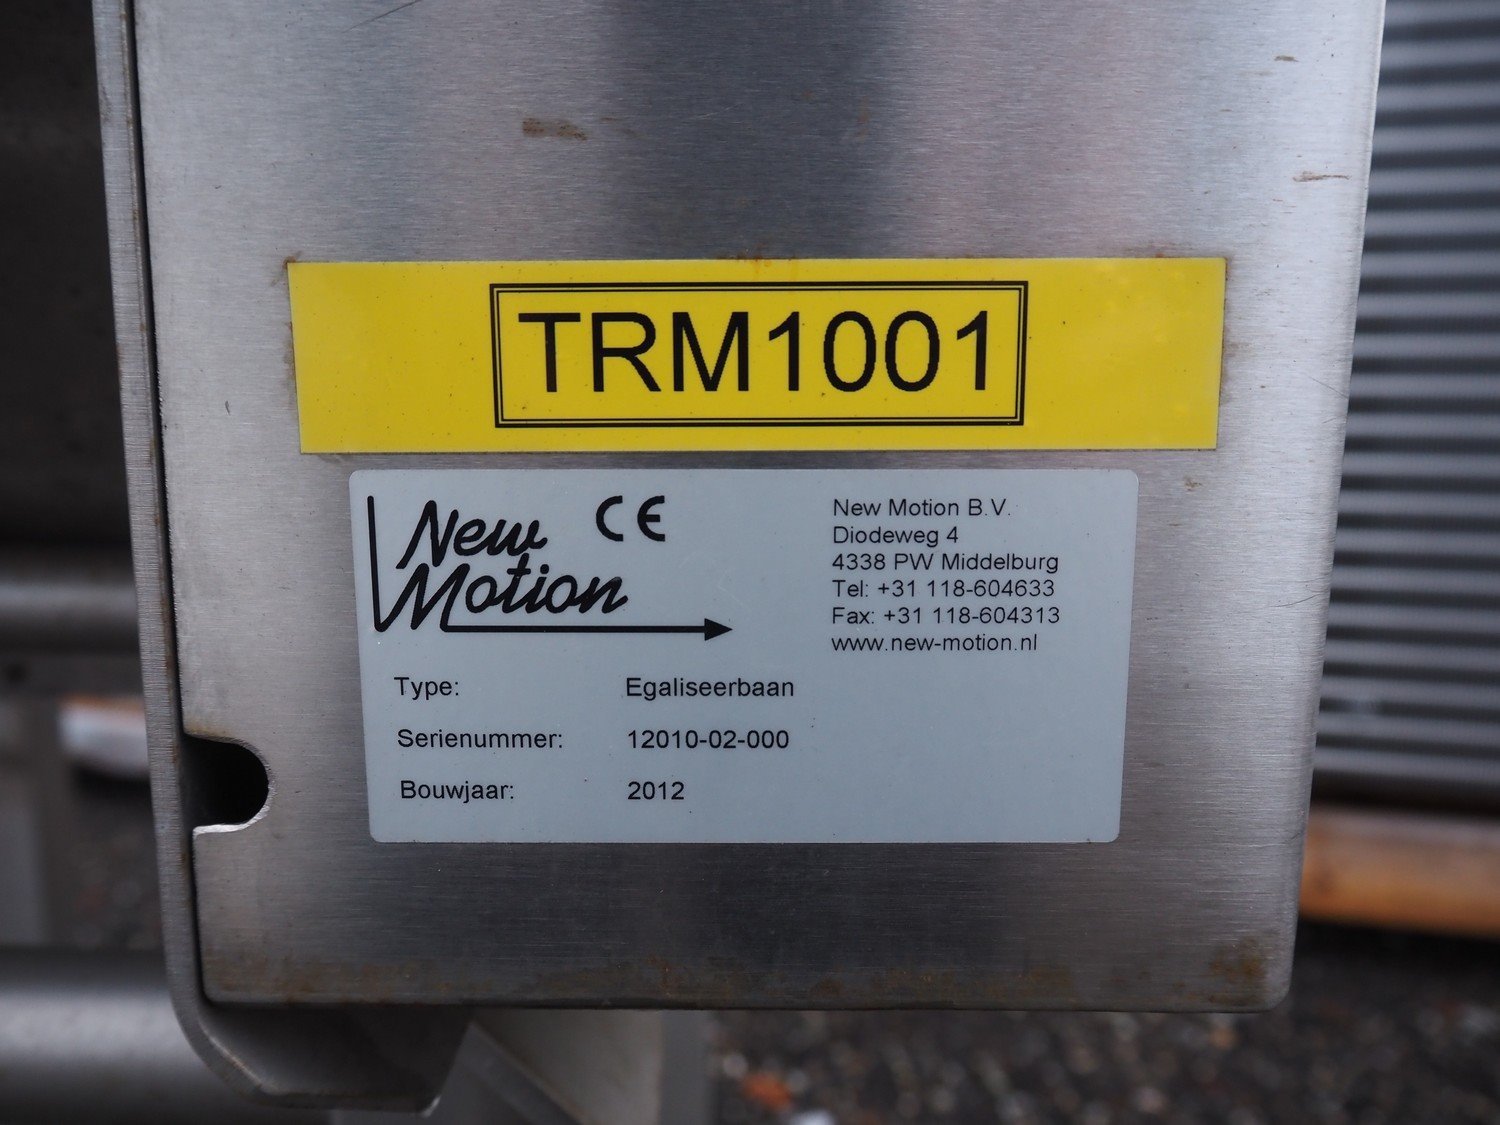 TRM1001
New
Motion
CE
New Motion B.V.
Diodeweg 4
4338 PW Middelburg
Tel: +31 118-604633
Fax: +31 118-604313
www.new-motion.nl
Type: Egaliseerbaan
Serienummer: 12010-02-000
Bouwjaar: 2012